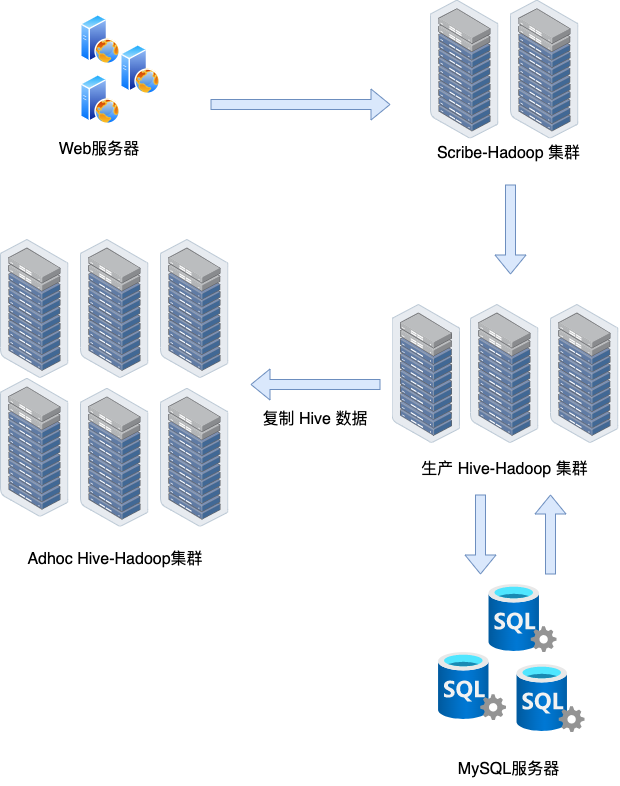 Web服务器
Scribe-Hadoop 集群
复制 Hive 数据
生产 Hive-Hadoop 集群
Adhoc Hive-Hadoop集群
SQL
SQL
SQL
MySQL服务器